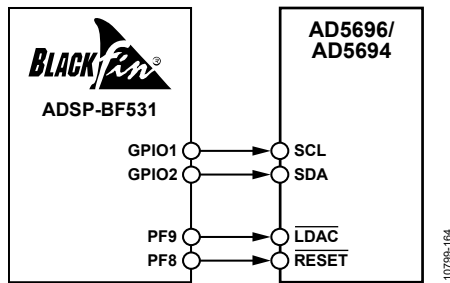 BLACKfin®
ADSP-BF531
GPIO1
GPIO2
PF9
PF8
AD5696/
AD5694
SCL
SDA
LDAC
RESET
10799-164